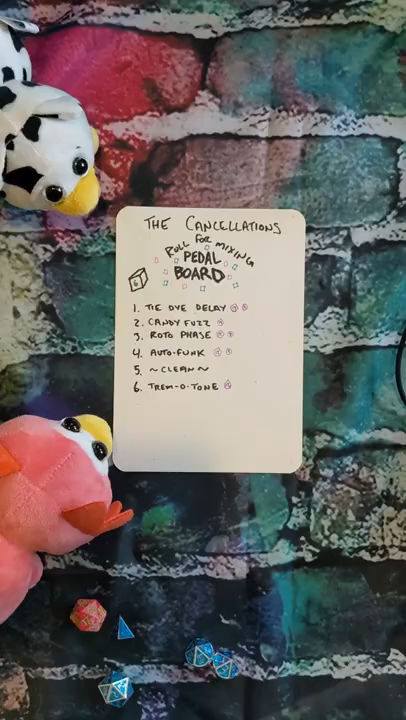 THE CANCELLATIONS
ROLL FOR MIXING
PEDAL
BOARD
6
1. TIE DYE DELAY
2. CANDY FUZZ
3. ROTO PHASE
4. AUTO-FUNK
5. ~CLEAN~
6. TREM-O-TONE